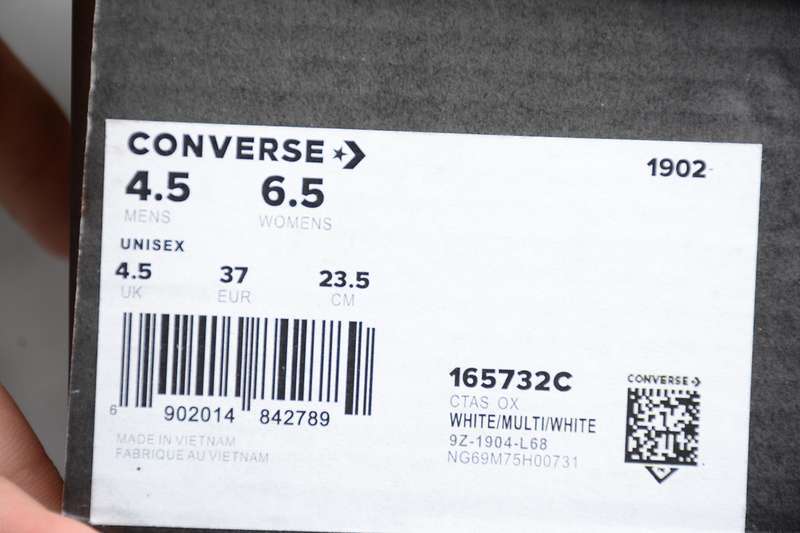 CONVERSE
1902
4.5 6.5
MENS WOMENS
UNISEX
4.5 37 23.5
UK EUR CM
6 902014 842789
MADE IN VIETNAM
FABRIQUE AU VIETNAM
165732C
CTAS OX
WHITE/MULTI/WHITE
9Z-1904-L68
NG69M75H00731
CONVERSE